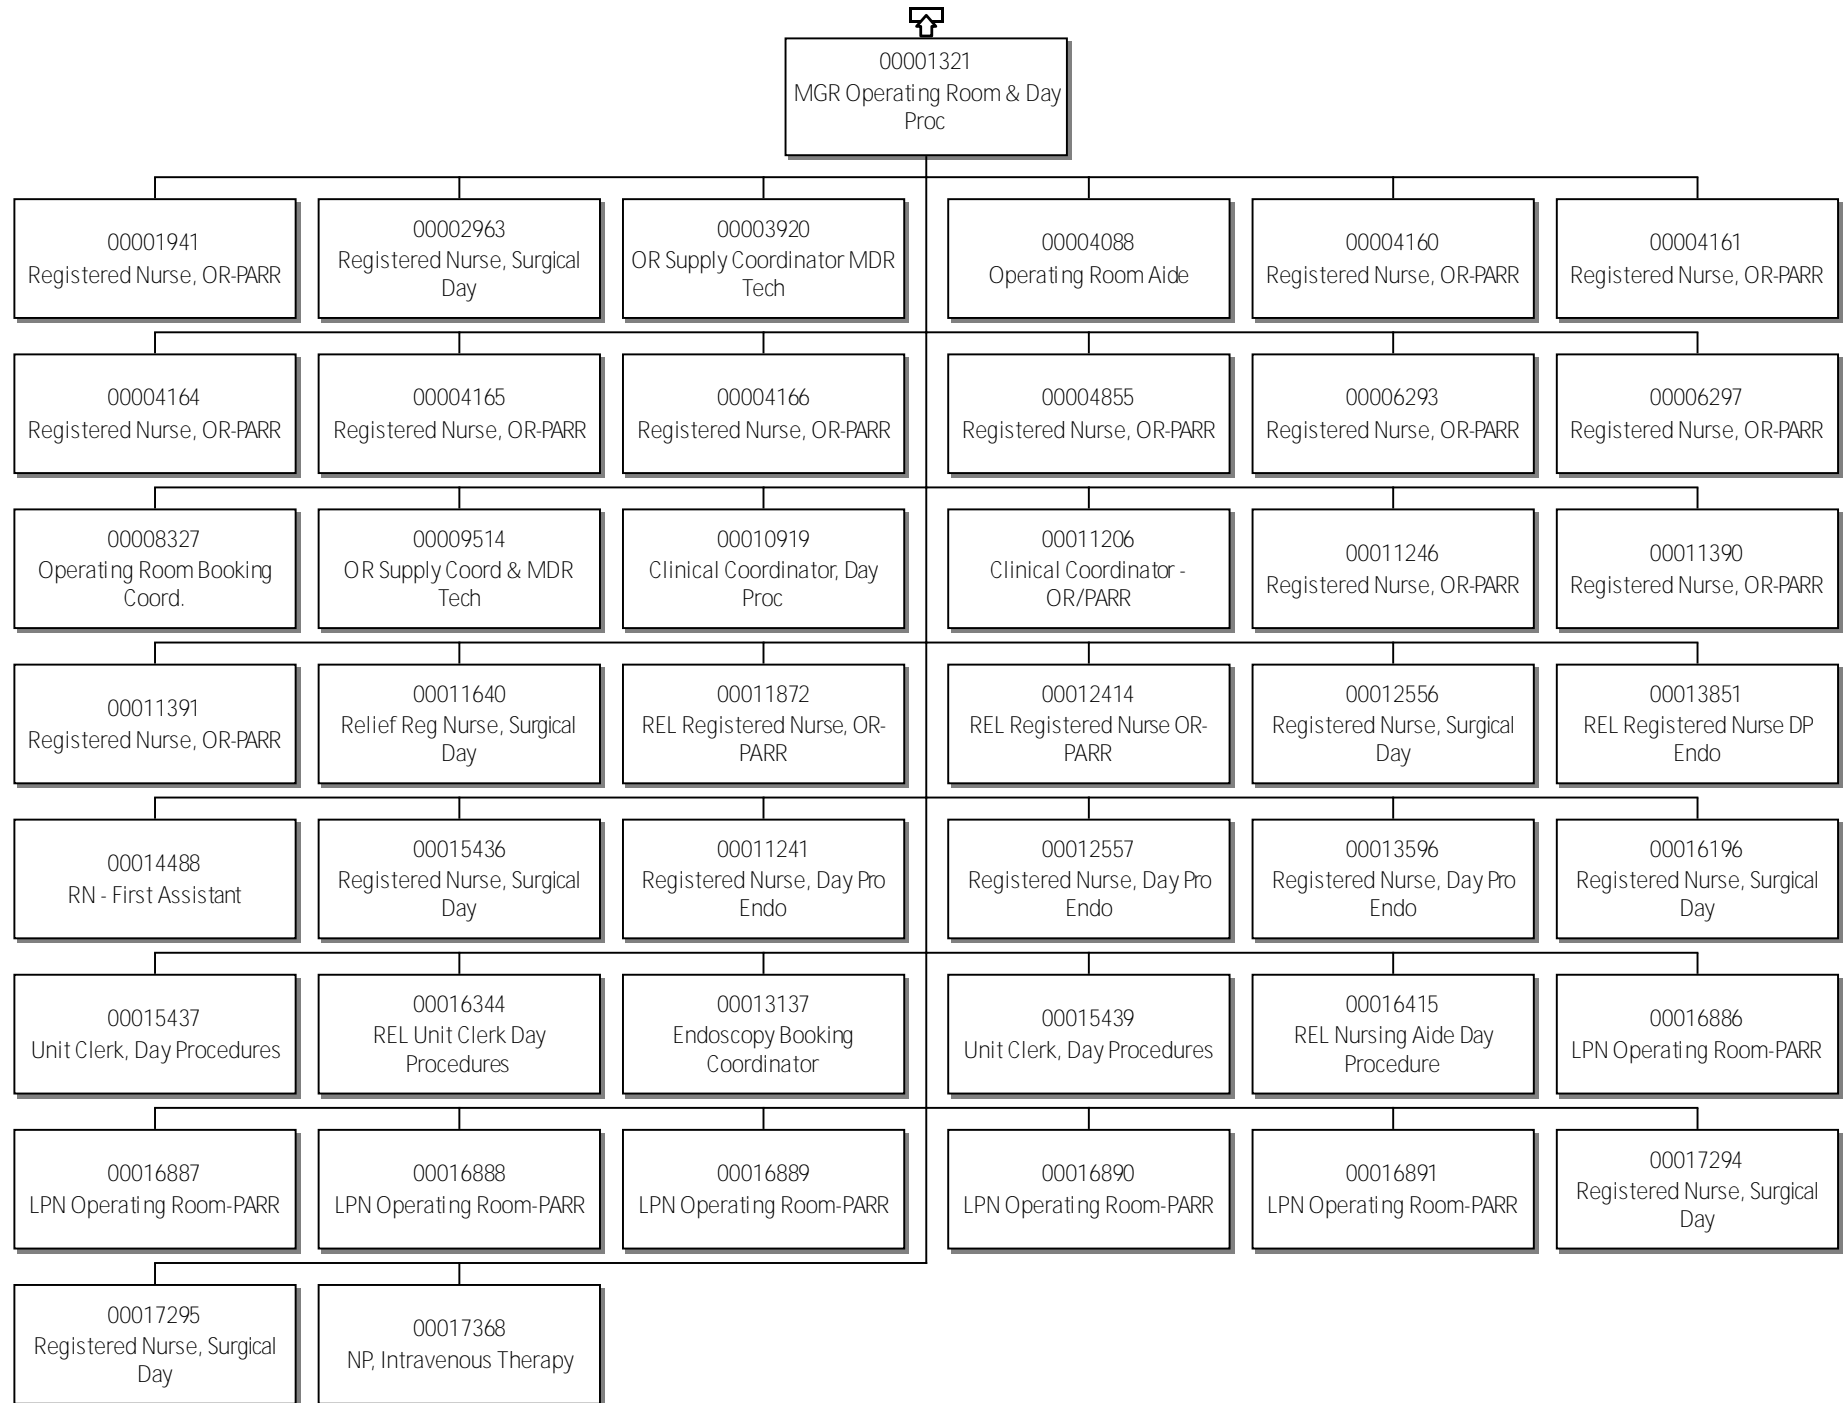 00001321
MGR Operating Room & Day
Proc
00001941
Registered Nurse, OR-PARR
00002963
Registered Nurse, Surgical
Day
00003920
OR Supply Coordinator MDR
Tech
00004088
Operating Room Aide
00004160
Registered Nurse, OR-PARR
00004161
Registered Nurse, OR-PARR
00004164
Registered Nurse, OR-PARR
00004165
Registered Nurse, OR-PARR
00004166
Registered Nurse, OR-PARR
00004855
Registered Nurse, OR-PARR
00006293
Registered Nurse, OR-PARR
00006297
Registered Nurse, OR-PARR
00008327
Operating Room Booking
Coord.
00009514
OR Supply Coord & MDR
Tech
00010919
Clinical Coordinator, Day
Proc
00011206
Clinical Coordinator -
OR/PARR
00011246
Registered Nurse, OR-PARR
00011390
Registered Nurse, OR-PARR
00011391
Registered Nurse, OR-PARR
00011640
Relief Reg Nurse, Surgical
Day
00011872
REL Registered Nurse, OR-
PARR
00012414
REL Registered Nurse OR-
PARR
00012556
Registered Nurse, Surgical
Day
00013851
REL Registered Nurse DP
Endo
00014488
RN - First Assistant
00015436
Registered Nurse, Surgical
Day
00011241
Registered Nurse, Day Pro
Endo
00012557
Registered Nurse, Day Pro
Endo
00013596
Registered Nurse, Day Pro
Endo
00016196
Registered Nurse, Surgical
Day
00015437
Unit Clerk, Day Procedures
00016344
REL Unit Clerk Day
Procedures
00013137
Endoscopy Booking
Coordinator
00015439
Unit Clerk, Day Procedures
00016415
REL Nursing Aide Day
Procedure
00016886
LPN Operating Room-PARR
00016887
LPN Operating Room-PARR
00016888
LPN Operating Room-PARR
00016889
LPN Operating Room-PARR
00016890
LPN Operating Room-PARR
00016891
LPN Operating Room-PARR
00017294
Registered Nurse, Surgical
Day
00017295
Registered Nurse, Surgical
Day
00017368
NP, Intravenous Therapy